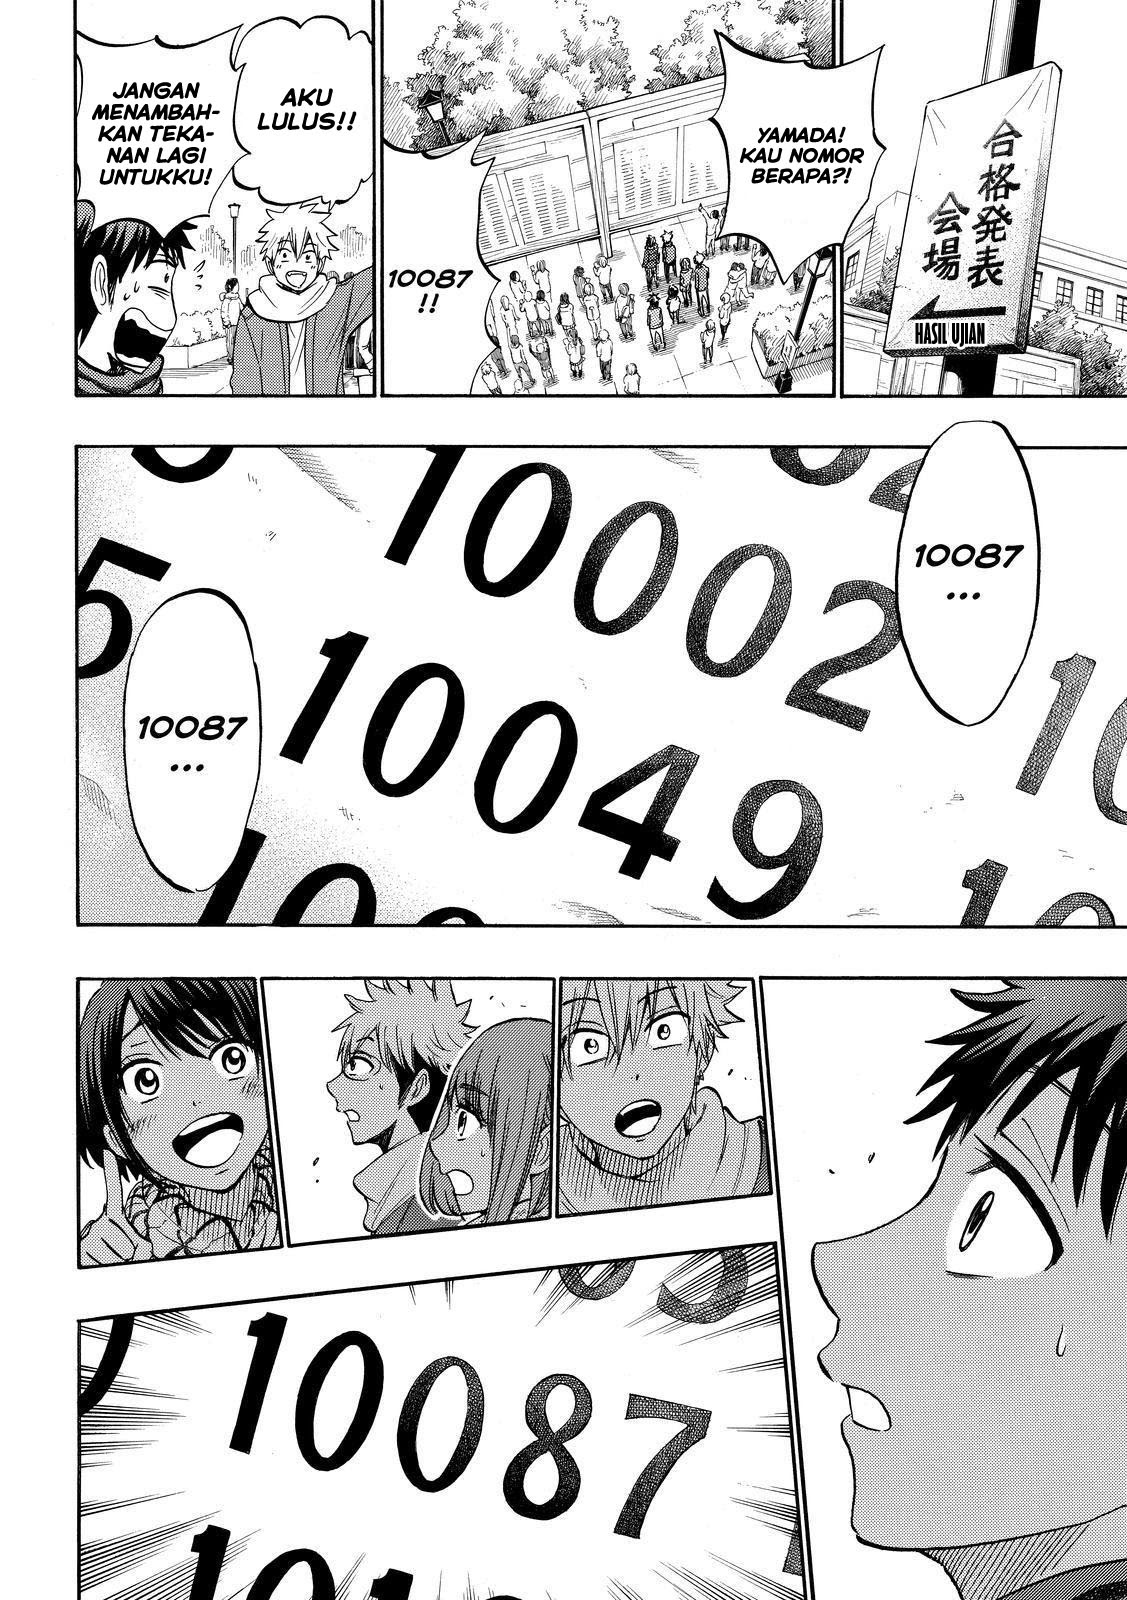 合格発表
会場
HASIL UJIAN
YAMADA!
KAU NOMOR
BERAPA?!
10087
!!
AKU
LULUS!!
JANGAN
MENAMBAH-
KAN TEKA-
NAN LAGI
UNTUKKU!
10087
...
10002
10049
10087
...
10087